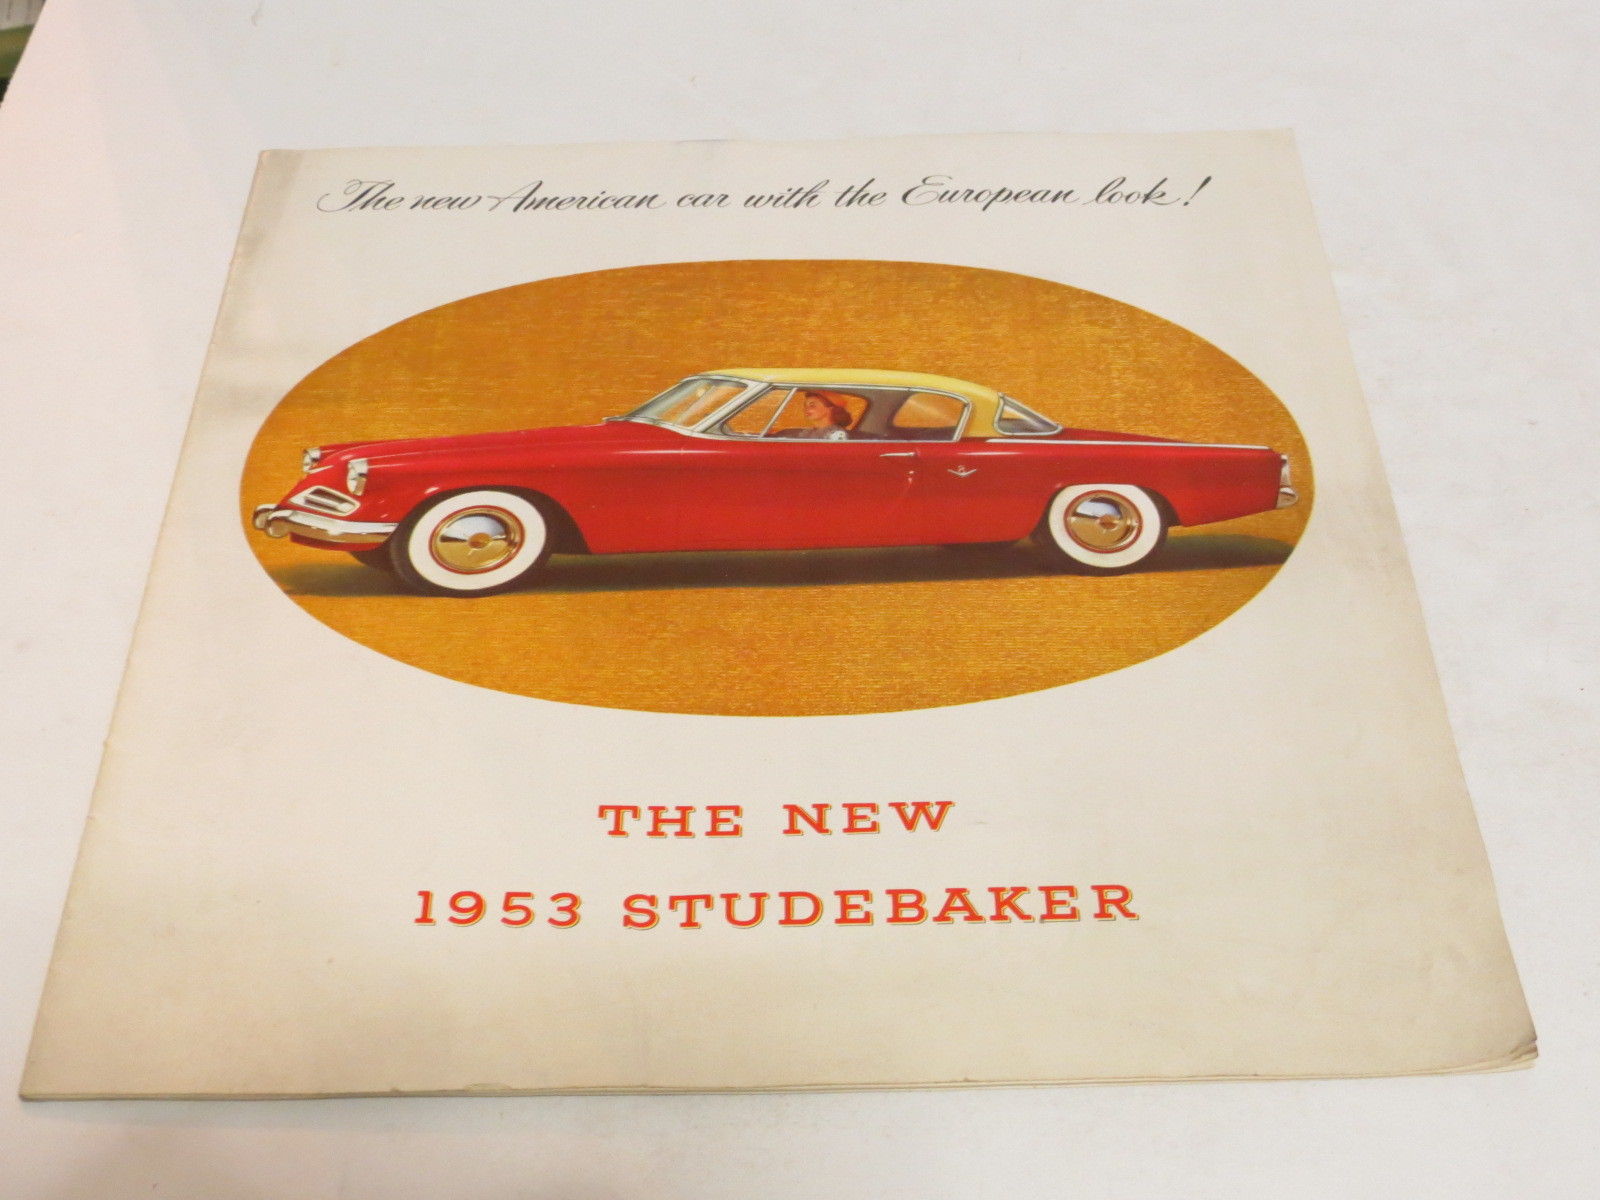 The new American car with the European look!
THE NEW
1953 STUDEBAKER